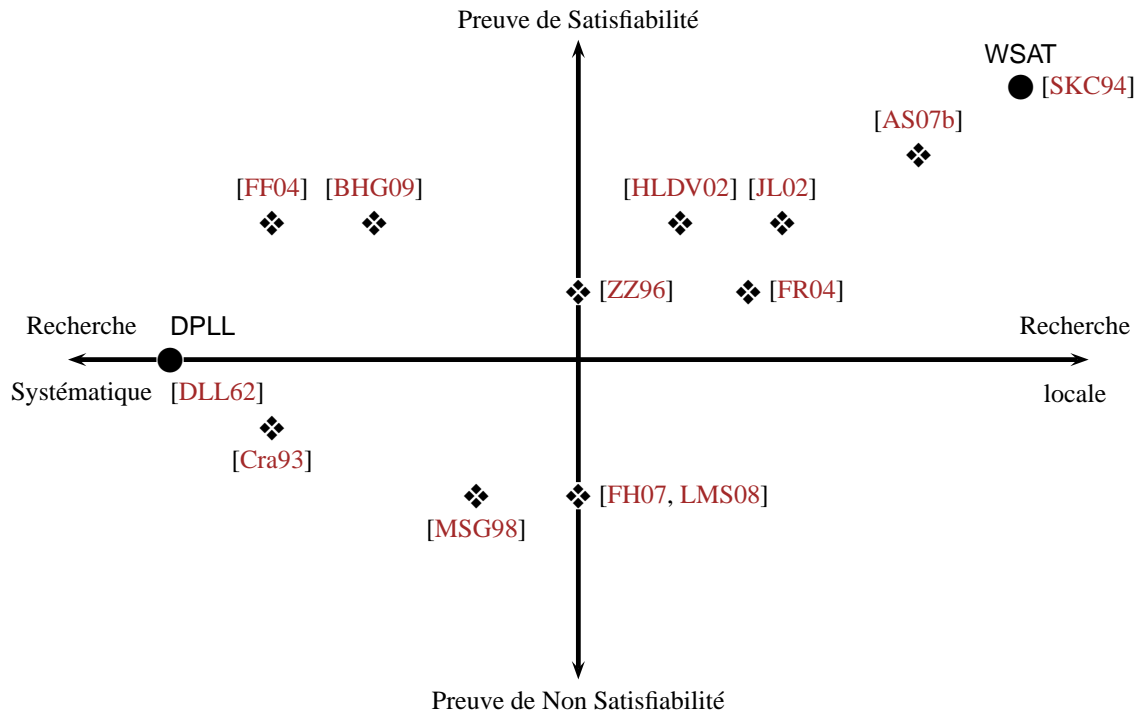 Preuve de Satisfiabilité
WSAT
[SKC94]
[AS07b]
[FF04] [BHG09] [HLDV02] [JL02]
[ZZ96] [FR04]
Recherche DPLL Recherche
Systématique [DLL62] locale
[Cra93]
[FH07, LMS08]
[MSG98]
Preuve de Non Satisfiabilité